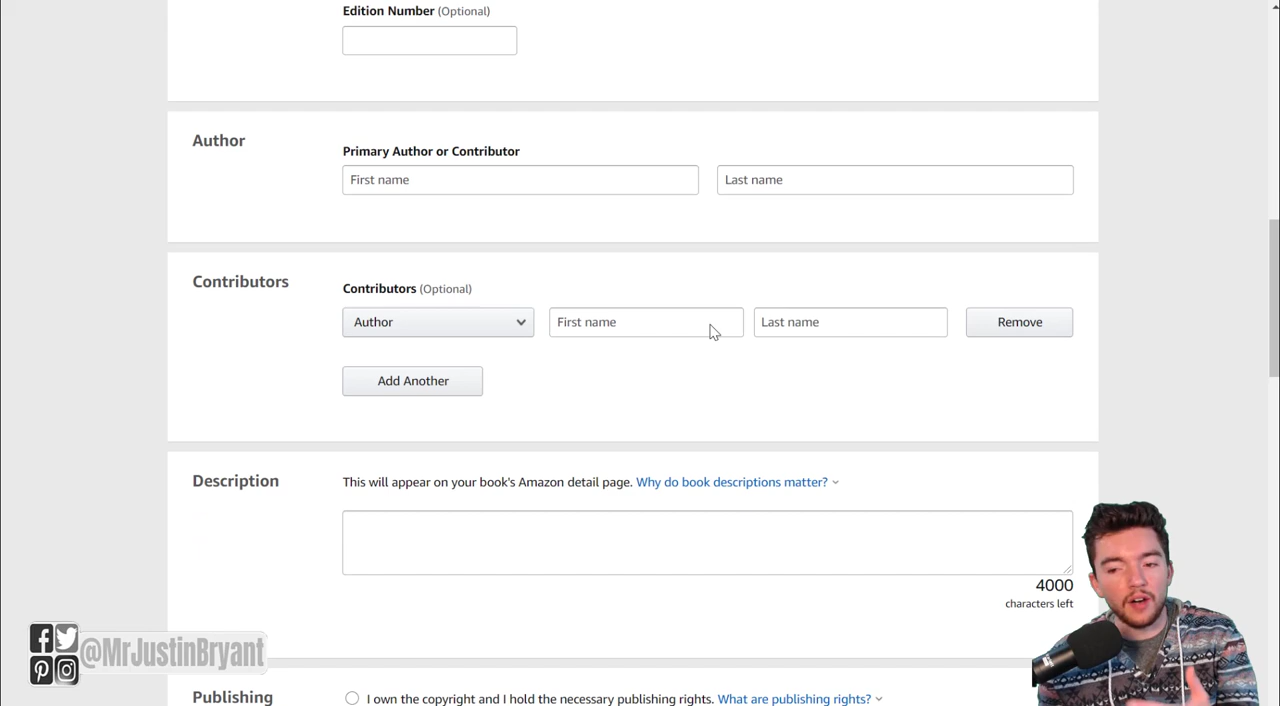 Edition Number (Optional)
Author
Primary Author or Contributor
First name
Last name
Contributors
Contributors (Optional)
Author
First name
Last name
Remove
Add Another
Description
This will appear on your book's Amazon detail page. Why do book descriptions matter?
4000
characters left
@MrJustinBryant
Publishing
I own the copyright and I hold the necessary publishing rights. What are publishing rights?